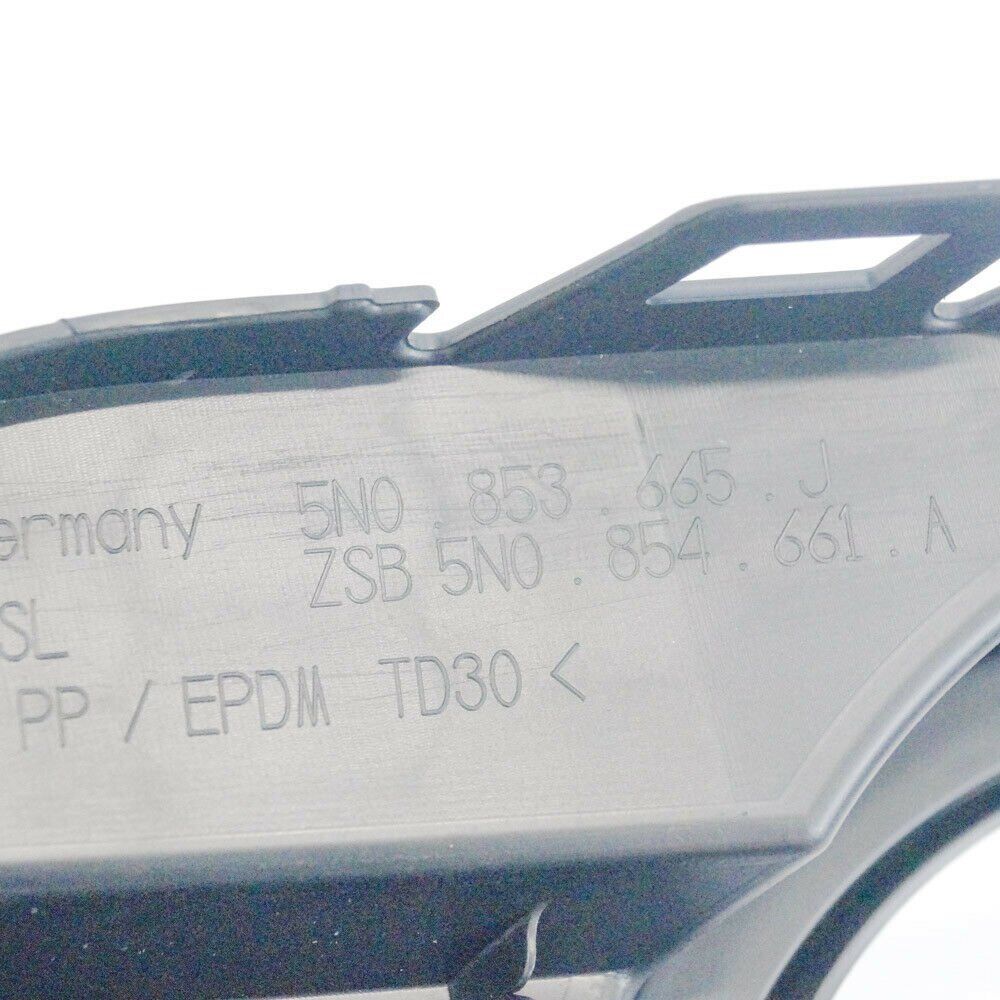 ermany 5N0.853.665.J
ZSB 5N0.854.661.A
SL
PP / EPDM TD30 <